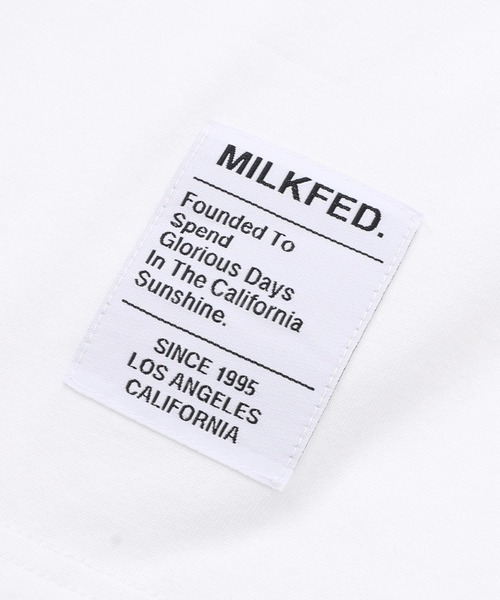 MILKFED.
Founded To
Spend
Glorious Days
In The California
Sunshine.
SINCE 1995
LOS ANGELES
CALIFORNIA